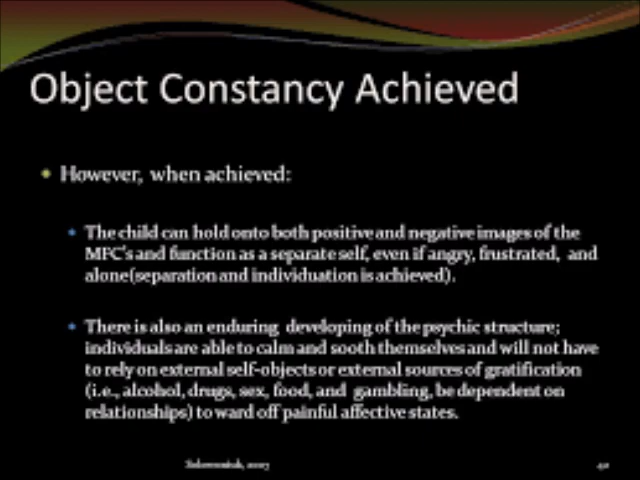 Object Constancy Achieved
However, when achieved:
The child can hold onto both positive and negative images of the
MFC's and function as a separate self, even if angry, frustrated, and
alone(separation and individuation is achieved).
There is also an enduring developing of the psychic structure;
individuals are able to calm and sooth themselves and will not have
to rely on external self-objects or external sources of gratification
(i.e., alcohol, drugs, sex, food, and gambling, be dependent on
relationships) to ward off painful affective states.